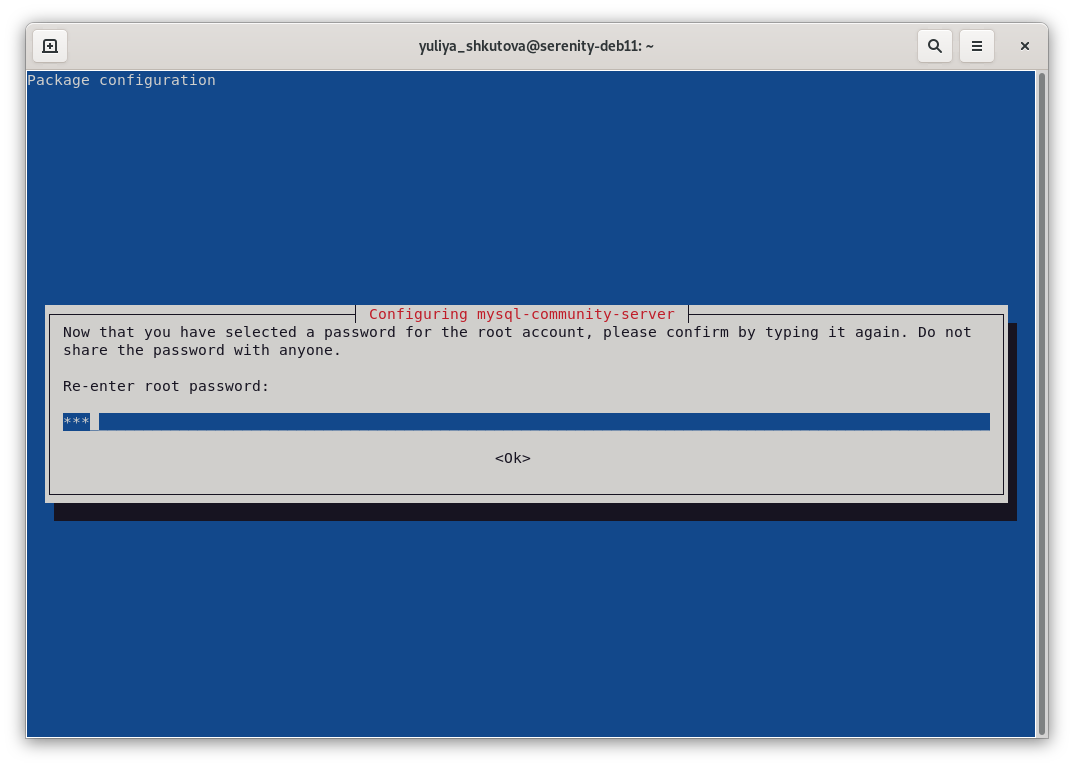 yuliya_shkutova@serenity-deb11: ~
Package configuration
Configuring mysql-community-server
Now that you have selected a password for the root account, please confirm by typing it again. Do not
share the password with anyone.
Re-enter root password:
***
<Ok>